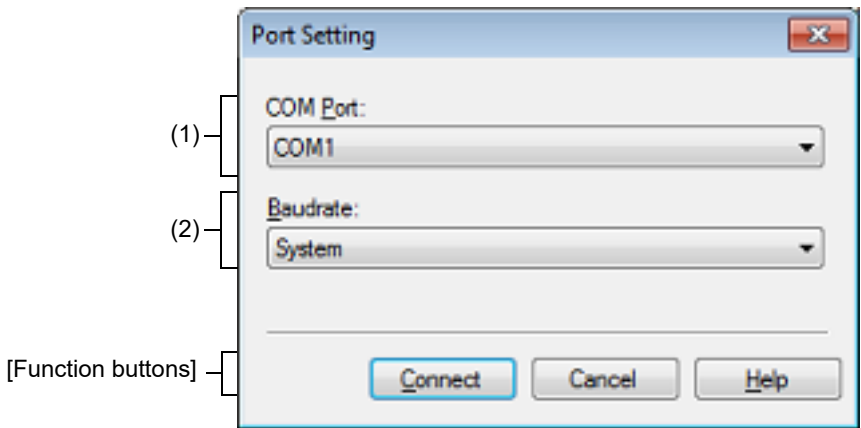 Port Setting
COM Port:
(1)
COM1
Baudrate:
(2)
System
[Function buttons]
Connect
Cancel
Help